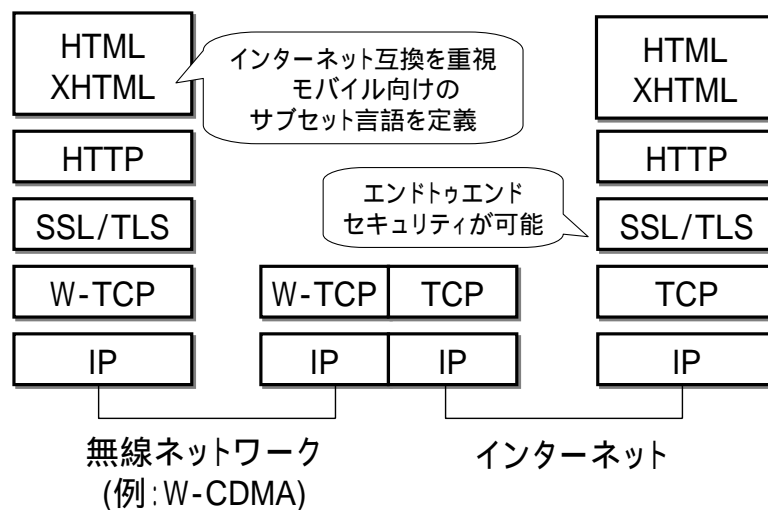 HTML
XHTML
インターネット互換を重視
モバイル向けの
サブセット言語を定義
HTML
XHTML
HTTP
HTTP
エンドトゥエンド
セキュリティが可能
SSL/TLS
SSL/TLS
W-TCP
W-TCP
TCP
TCP
IP
IP
IP
IP
無線ネットワーク
(例:W-CDMA)
インターネット